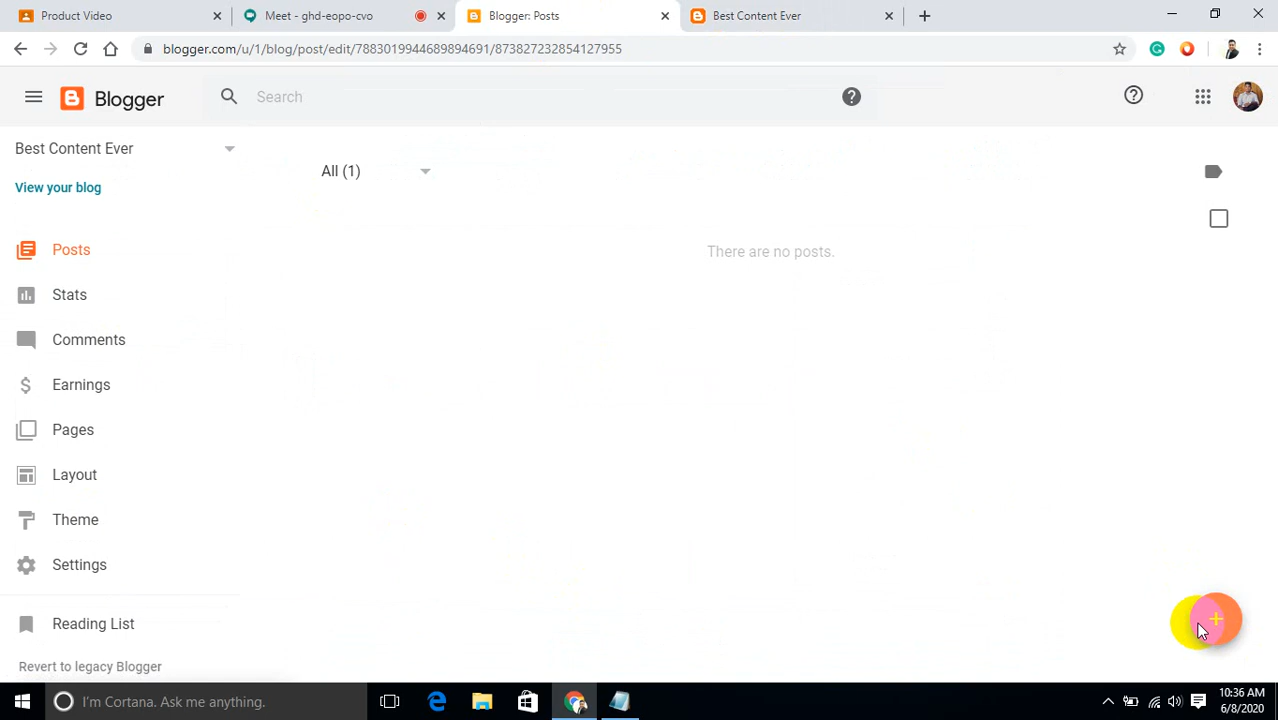 Product Video
Meet - ghd-eopo-cvo
Blogger: Posts
Best Content Ever
blogger.com/u/1/blog/post/edit/7883019944689894691/873827232854127955
Blogger
Search
Best Content Ever
All (1)
View your blog
There are no posts.
Posts
Stats
Comments
Earnings
Pages
Layout
Theme
Settings
Reading List
Revert to legacy Blogger
I'm Cortana. Ask me anything.
10:36 AM
6/8/2020